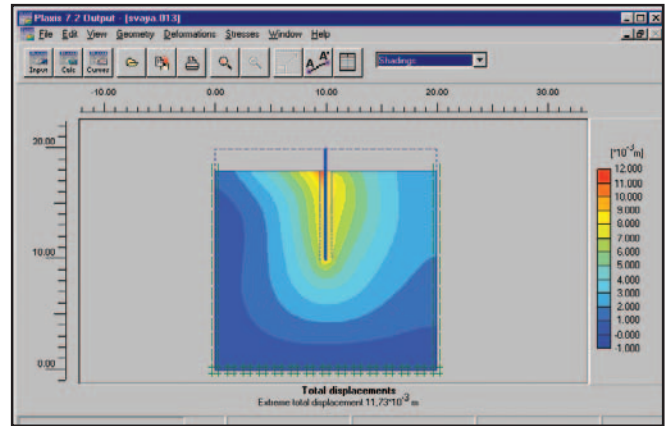 Plaxis 7.2 Output - [svaya.013]
File Edit View Geometry Deformations Stresses Window Help
Input Calc Curves A A' Shadings
-10.00 0.00 10.00 20.00 30.00
20.00
10.00
0.00
[*10-3m]
12.000
11.000
10.000
9.000
8.000
7.000
6.000
5.000
4.000
3.000
2.000
1.000
-0.000
-1.000
Total displacements
Extreme total displacement 11,73*10-3 m